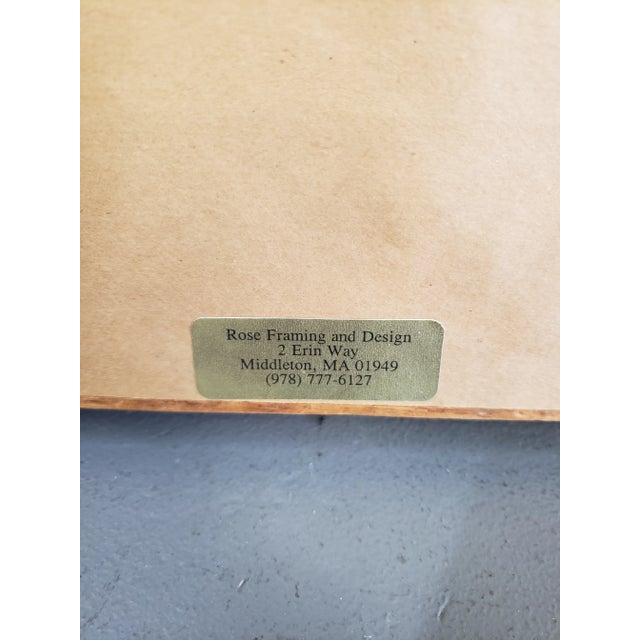 Rose Framing and Design
2 Erin Way
Middleton, MA 01949
(978) 777-6127